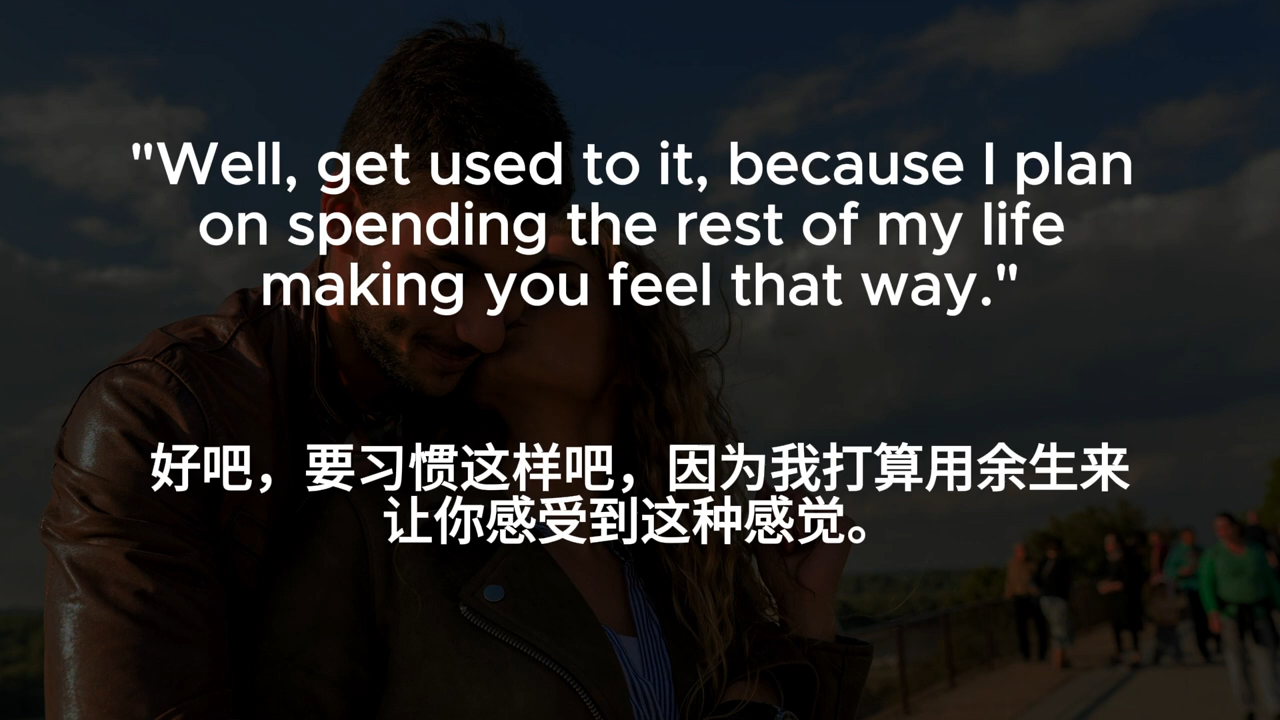 "Well, get used to it, because I plan
on spending the rest of my life
making you feel that way."
好吧，要习惯这样吧，因为我打算用余生来
让你感受到这种感觉。